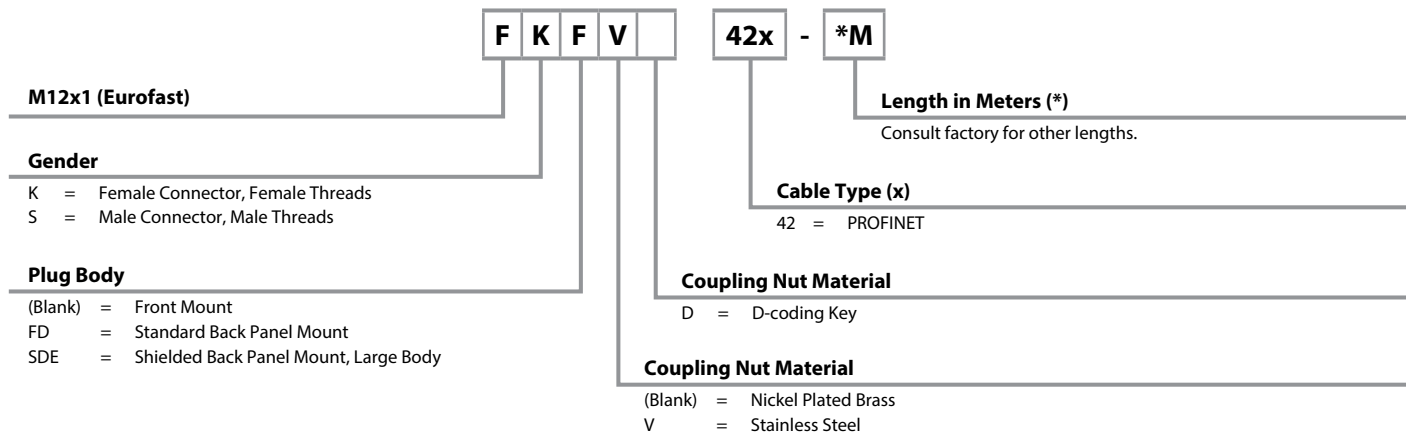 F K F V 42x - *M
M12x1 (Eurofast)
Length in Meters (*)
Consult factory for other lengths.
Gender
K = Female Connector, Female Threads
S = Male Connector, Male Threads
Cable Type (x)
42 = PROFINET
Plug Body
(Blank) = Front Mount
FD = Standard Back Panel Mount
SDE = Shielded Back Panel Mount, Large Body
Coupling Nut Material
D = D-coding Key
Coupling Nut Material
(Blank) = Nickel Plated Brass
V = Stainless Steel